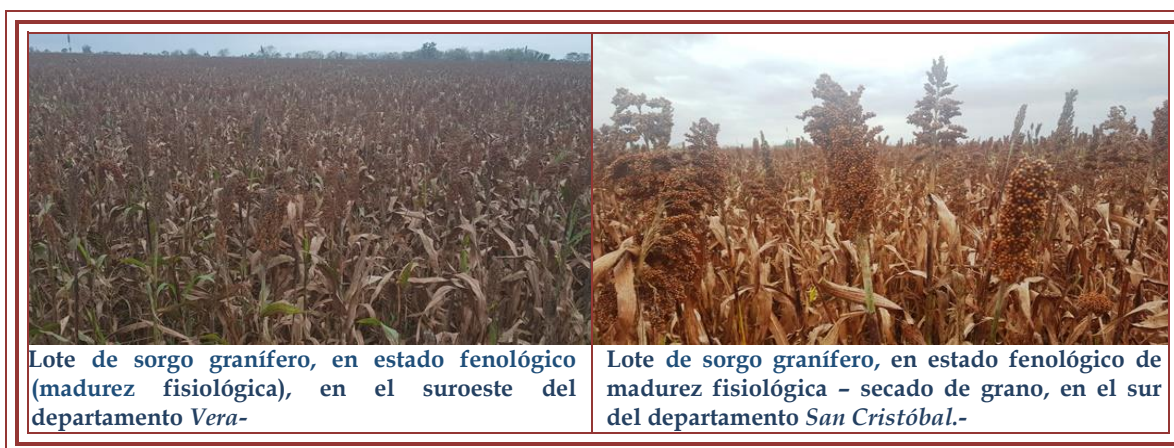 Lote de sorgo granífero, en estado fenológico
(madurez fisiológica), en el suroeste del
departamento Vera-
Lote de sorgo granífero, en estado fenológico de
madurez fisiológica – secado de grano, en el sur
del departamento San Cristóbal.-